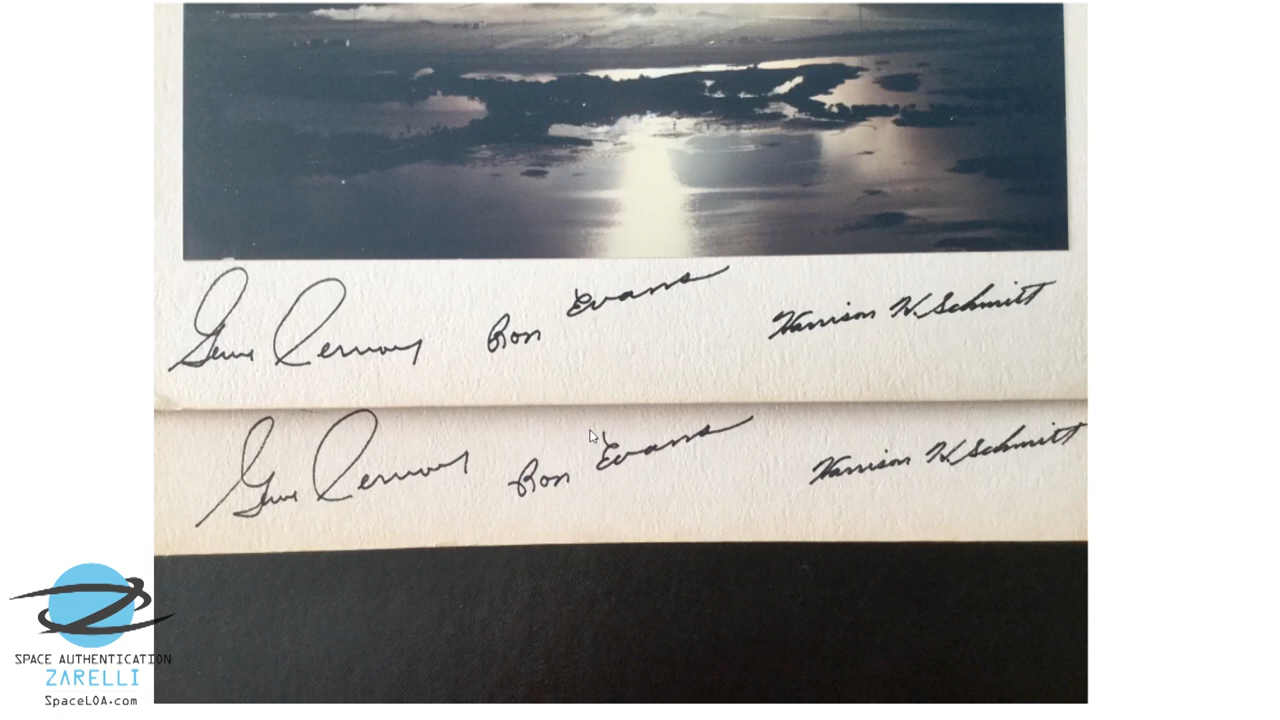 Gene Cernan Ron Evans Harrison H. Schmitt
Gene Cernan Ron Evans Harrison H. Schmitt
SPACE AUTHENTICATION
ZARELLI
SpaceLOA.com